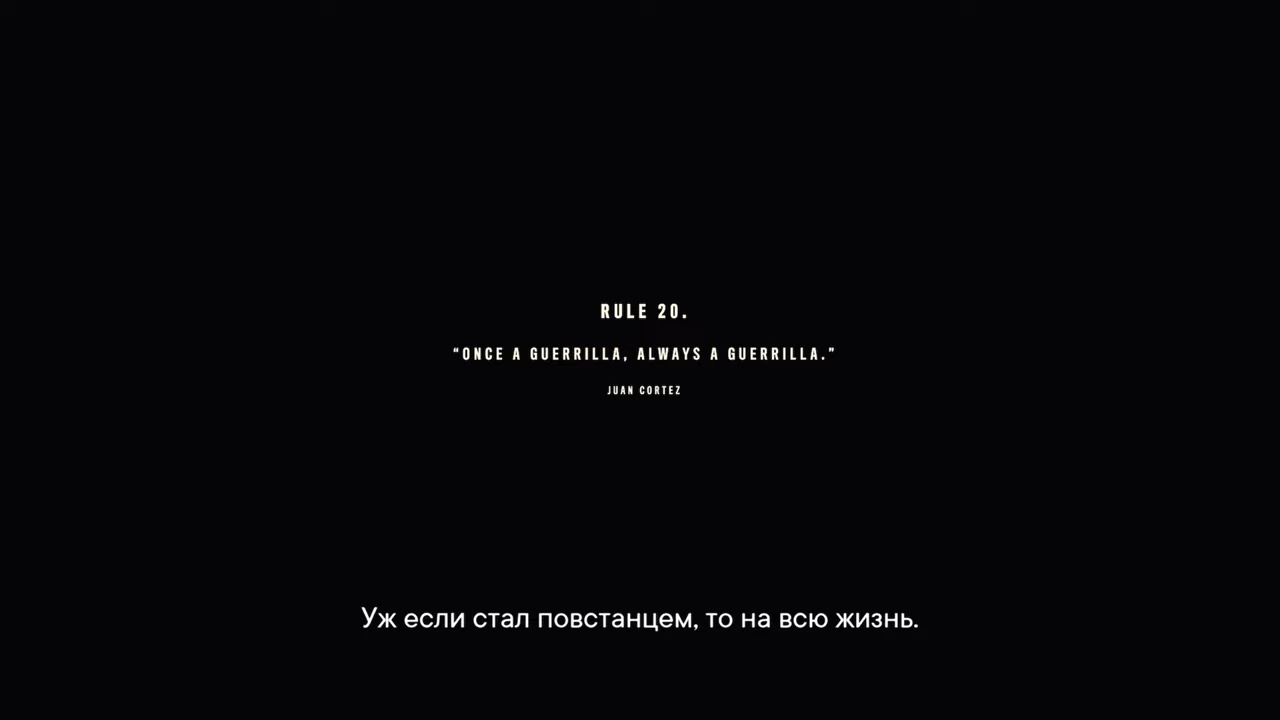 RULE 20.
“ONCE A GUERRILLA, ALWAYS A GUERRILLA.”
JUAN CORTEZ
Уж если стал повстанцем, то на всю жизнь.